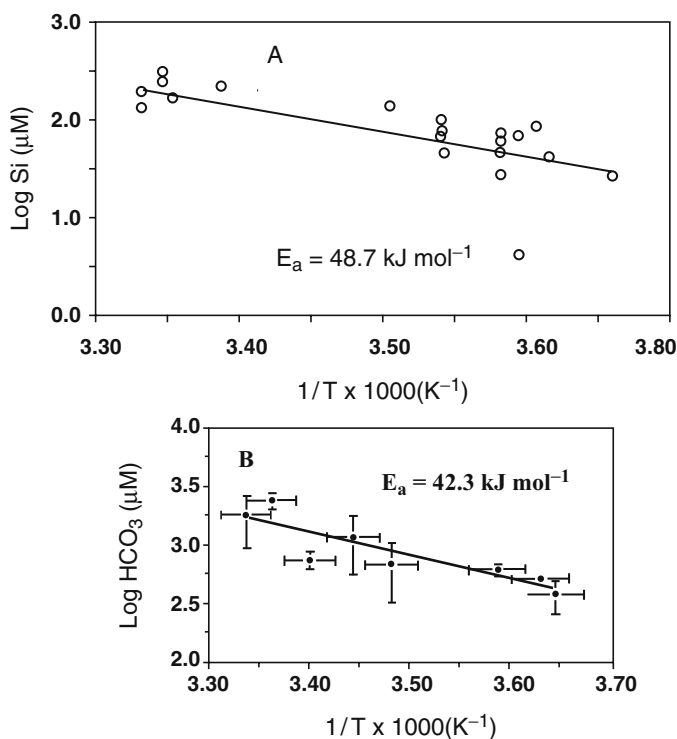 3.0
A
2.0
Log Si (μM)
1.0
Eₐ = 48.7 kJ mol⁻¹
0.0
3.30 3.40 3.50 3.60 3.80
1/T x 1000(K⁻¹)
4.0
B
Eₐ = 42.3 kJ mol⁻¹
3.5
Log HCO₃ (μM)
3.0
2.5
2.0
3.30 3.40 3.50 3.60 3.70
1/T x 1000(K⁻¹)